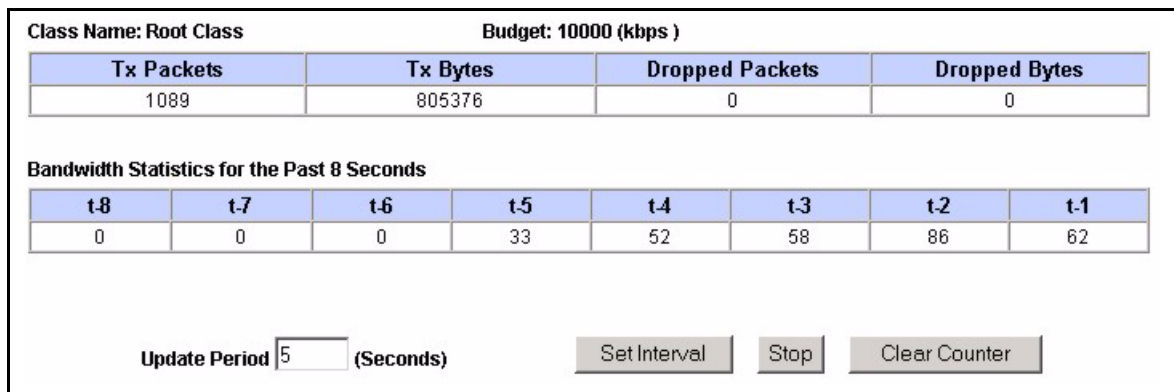 Class Name: Root Class Budget: 10000 (kbps )
Tx Packets Tx Bytes Dropped Packets Dropped Bytes
1089 805376 0 0
Bandwidth Statistics for the Past 8 Seconds
t-8 t-7 t-6 t-5 t-4 t-3 t-2 t-1
0 0 0 33 52 58 86 62
Update Period 5 (Seconds) Set Interval Stop Clear Counter